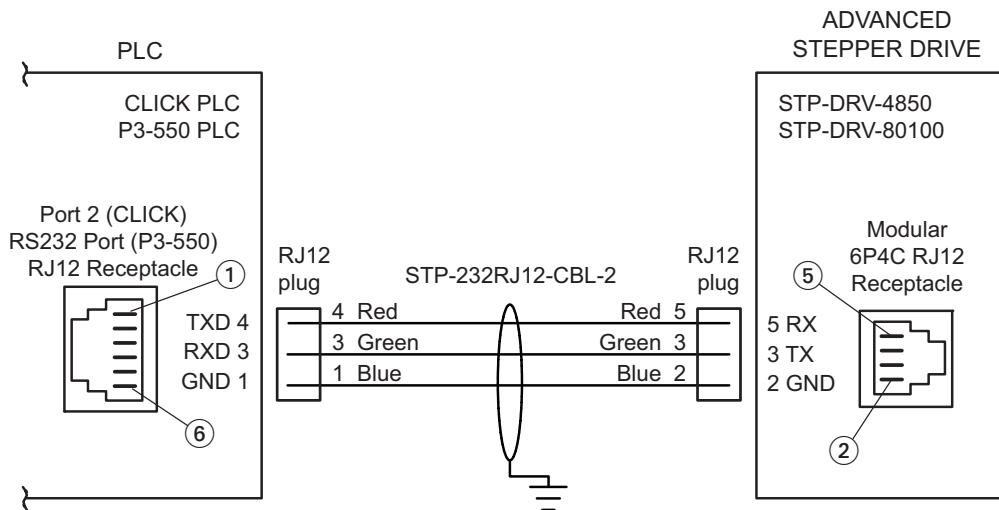 PLC
CLICK PLC
P3-550 PLC
Port 2 (CLICK)
RS232 Port (P3-550)
RJ12 Receptacle
1
6
TXD 4
RXD 3
GND 1
RJ12
plug
STP-232RJ12-CBL-2
4 Red
3 Green
1 Blue
Red 5
Green 3
Blue 2
RJ12
plug
ADVANCED
STEPPER DRIVE
STP-DRV-4850
STP-DRV-80100
Modular
6P4C RJ12
Receptacle
5
5 RX
3 TX
2 GND
2